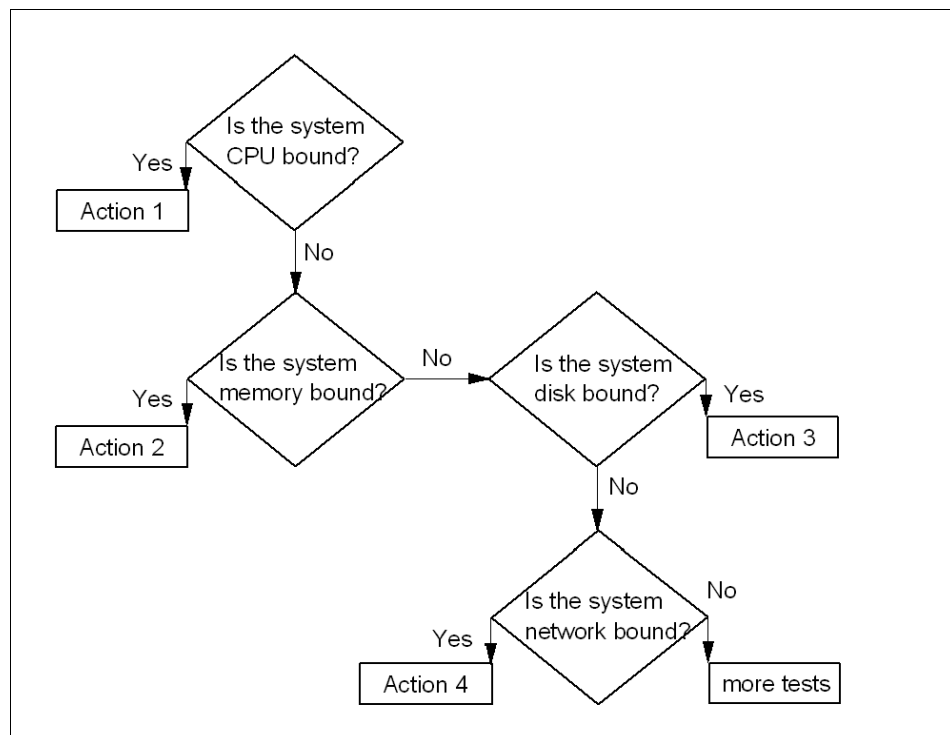 Is the system
CPU bound?
Yes
Action 1
No
Is the system
memory bound?
No
Yes
Action 2
Is the system
disk bound?
Yes
Action 3
No
Is the system
network bound?
Yes
Action 4
No
more tests